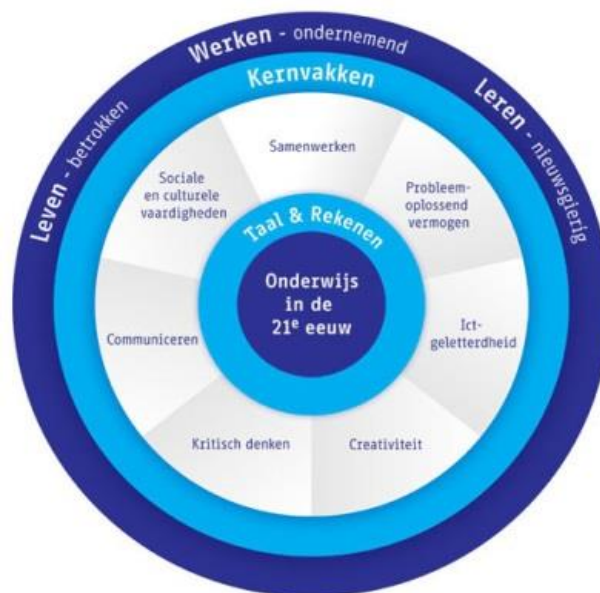 Werken - ondernemend
Leven - betrokken
Leren - nieuwsgierig
Kernvakken
Samenwerken
Sociale
en culturele
vaardigheden
Probleem-
oplossend
vermogen
Taal & Rekenen
Onderwijs
in de
21e eeuw
Communiceren
Ict-
geletterdheid
Kritisch denken
Creativiteit